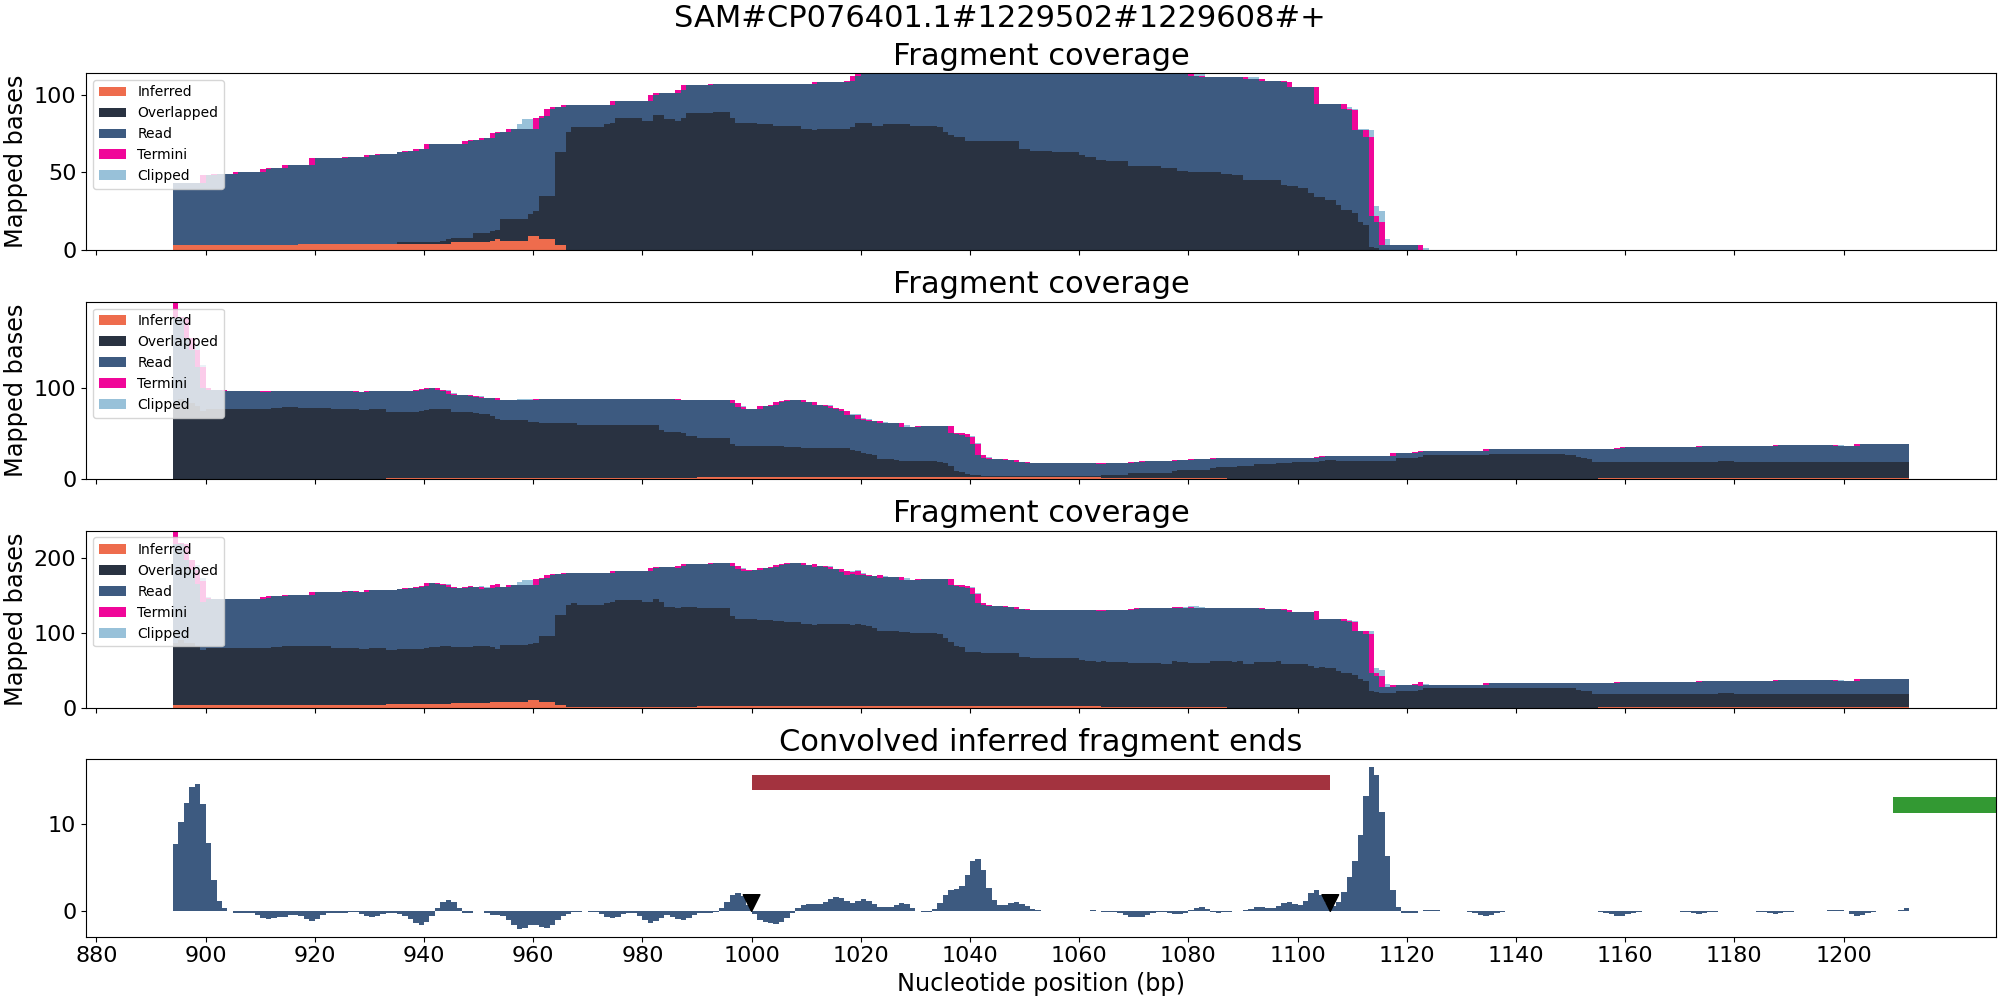 SAM#CP076401.1#1229502#1229608#+
Fragment coverage
Mapped bases
100
50
0
Inferred
Overlapped
Read
Termini
Clipped
Fragment coverage
Mapped bases
100
0
Inferred
Overlapped
Read
Termini
Clipped
Fragment coverage
Mapped bases
200
100
0
Inferred
Overlapped
Read
Termini
Clipped
Convolved inferred fragment ends
10
0
880 900 920 940 960 980 1000 1020 1040 1060 1080 1100 1120 1140 1160 1180 1200
Nucleotide position (bp)